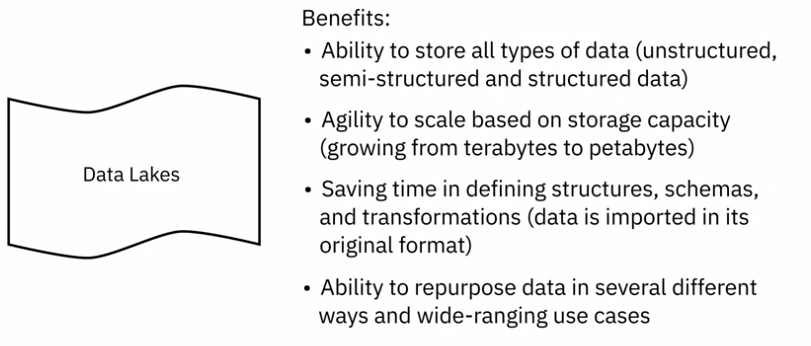 Data Lakes
Benefits:
• Ability to store all types of data (unstructured,
semi-structured and structured data)
• Agility to scale based on storage capacity
(growing from terabytes to petabytes)
• Saving time in defining structures, schemas,
and transformations (data is imported in its
original format)
• Ability to repurpose data in several different
ways and wide-ranging use cases